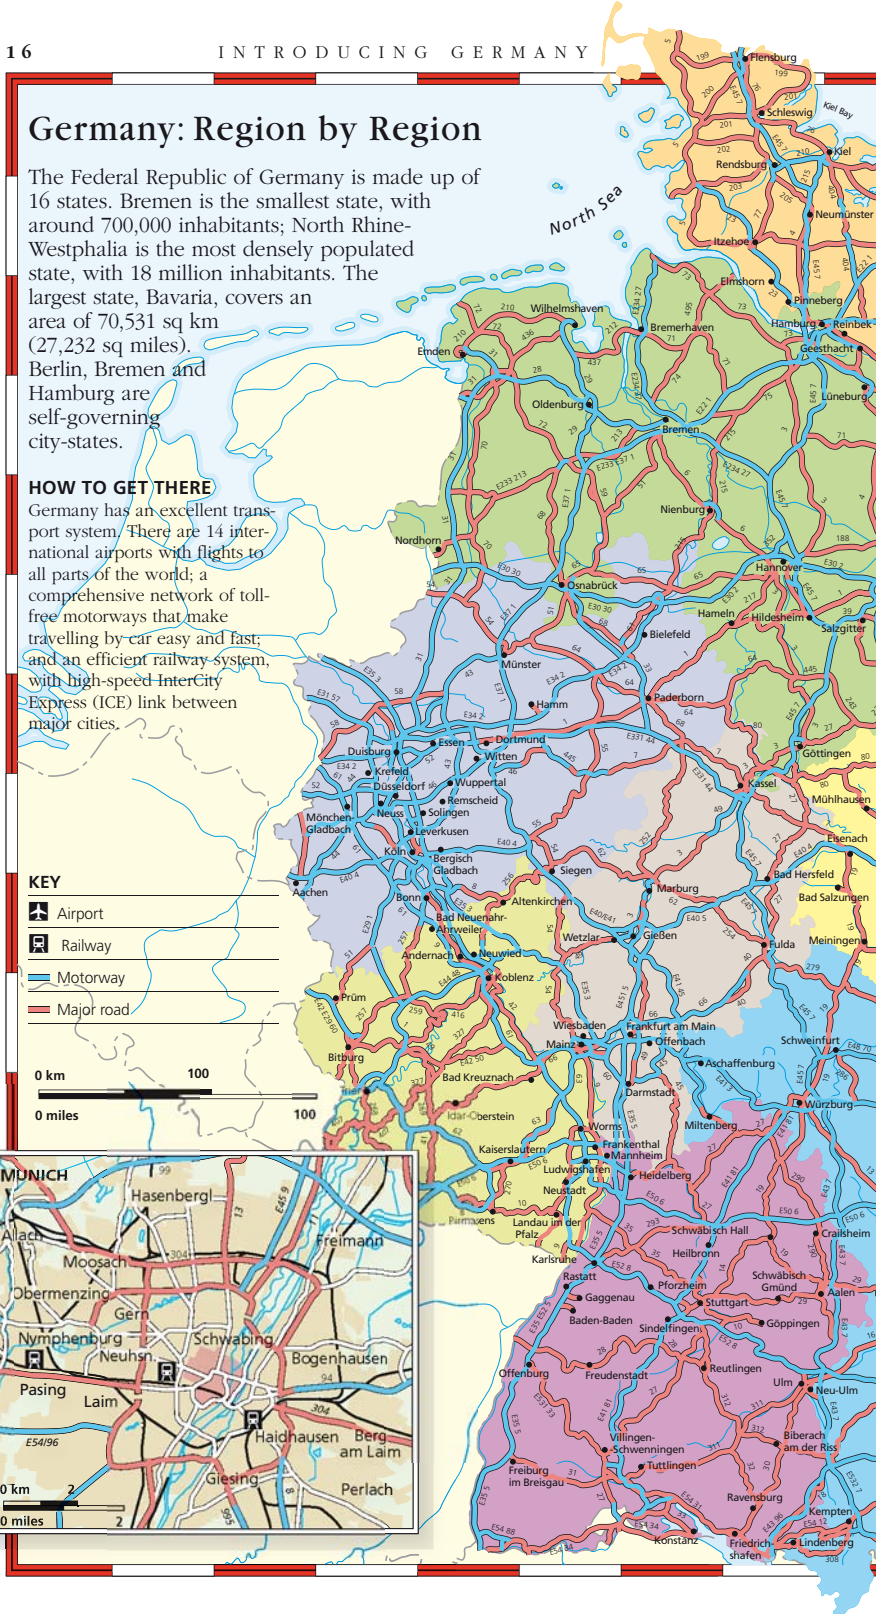 16
INTRODUCING GERMANY
Germany: Region by Region
The Federal Republic of Germany is made up of
16 states. Bremen is the smallest state, with
around 700,000 inhabitants; North Rhine-
Westphalia is the most densely populated
state, with 18 million inhabitants. The
largest state, Bavaria, covers an
area of 70,531 sq km
(27,232 sq miles).
Berlin, Bremen and
Hamburg are
self-governing
city-states.
HOW TO GET THERE
Germany has an excellent trans-
port system. There are 14 inter-
national airports with flights to
all parts of the world; a
comprehensive network of toll-
free motorways that make
travelling by car easy and fast;
and an efficient railway system,
with high-speed InterCity
Express (ICE) link between
major cities.
KEY
Airport
Railway
Motorway
Major road
0 km 100
0 miles 100
North Sea
Kiel Bay
Flensburg
Schleswig
Kiel
Rendsburg
Neumünster
Itzehoe
Elmshorn
Pinneberg
Hamburg
Reinbek
Geesthacht
Lüneburg
Wilhelmshaven
Bremerhaven
Emden
Oldenburg
Bremen
Nienburg
Nordhorn
Hannover
Osnabrück
Hameln
Hildesheim
Salzgitter
Bielefeld
Münster
Hamm
Paderborn
Göttingen
Essen
Dortmund
Duisburg
Witten
Krefeld
Kassel
Düsseldorf
Wuppertal
Mühlhausen
Remscheid
Neuss
Solingen
Mönchen-
Gladbach
Leverkusen
Eisenach
Köln
Bergisch
Gladbach
Siegen
Bad Hersfeld
Aachen
Marburg
Bad Salzungen
Bonn
Altenkirchen
Bad Neuenahr-
Ahrweiler
Wetzlar
Gießen
Fulda
Meiningen
Andernach
Neuwied
Koblenz
Prüm
Wiesbaden
Frankfurt am Main
Mainz
Offenbach
Schweinfurt
Bitburg
Aschaffenburg
Bad Kreuznach
Trier
Darmstadt
Würzburg
Idar-Oberstein
Miltenberg
Worms
Kaiserslautern
Frankenthal
Mannheim
Ludwigshafen
Heidelberg
Neustadt
Pirmasens
Landau in der
Pfalz
Schwäbisch Hall
Crailsheim
Heilbronn
Karlsruhe
Rastatt
Pforzheim
Schwäbisch
Gmünd
Aalen
Gaggenau
Stuttgart
Baden-Baden
Sindelfingen
Göppingen
Offenburg
Freudenstadt
Reutlingen
Ulm
Neu-Ulm
Villingen-
Schwenningen
Biberach
an der Riss
Tuttlingen
Freiburg
im Breisgau
Ravensburg
Kempten
Konstanz
Friedrich-
shafen
Lindenberg
MUNICH
Hasenbergl
Allach
Freimann
Moosach
Obermenzing
Gern
Nymphenburg
Schwabing
Neuhsn.
Bogenhausen
Pasing
Laim
Haidhausen
Berg
am Laim
Giesing
Perlach
E54/96
E45 9
99
13
304
94
304
8
995
0 km 2
0 miles 2